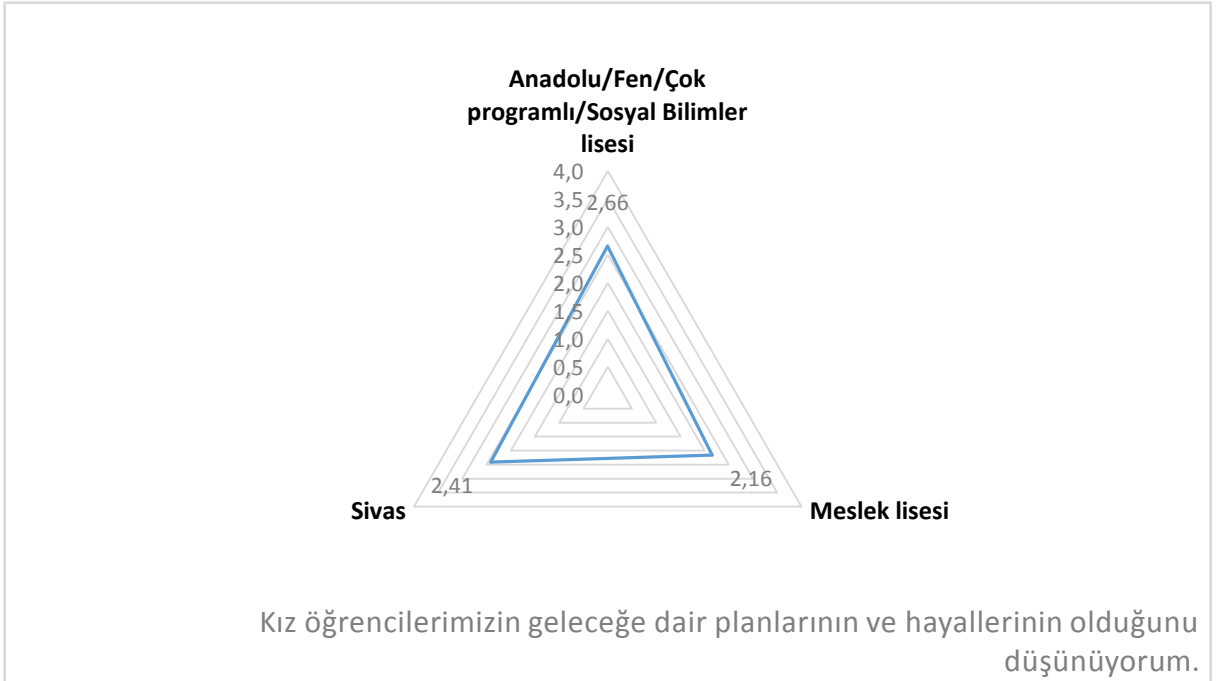 Anadolu/Fen/Çok
programlı/Sosyal Bilimler
lisesi
4,0
3,5
2,66
3,0
2,5
2,0
1,5
1,0
0,5
0,0
2,41
2,16
Sivas
Meslek lisesi
Kız öğrencilerimizin geleceğe dair planlarının ve hayallerinin olduğunu
düşünüyorum.